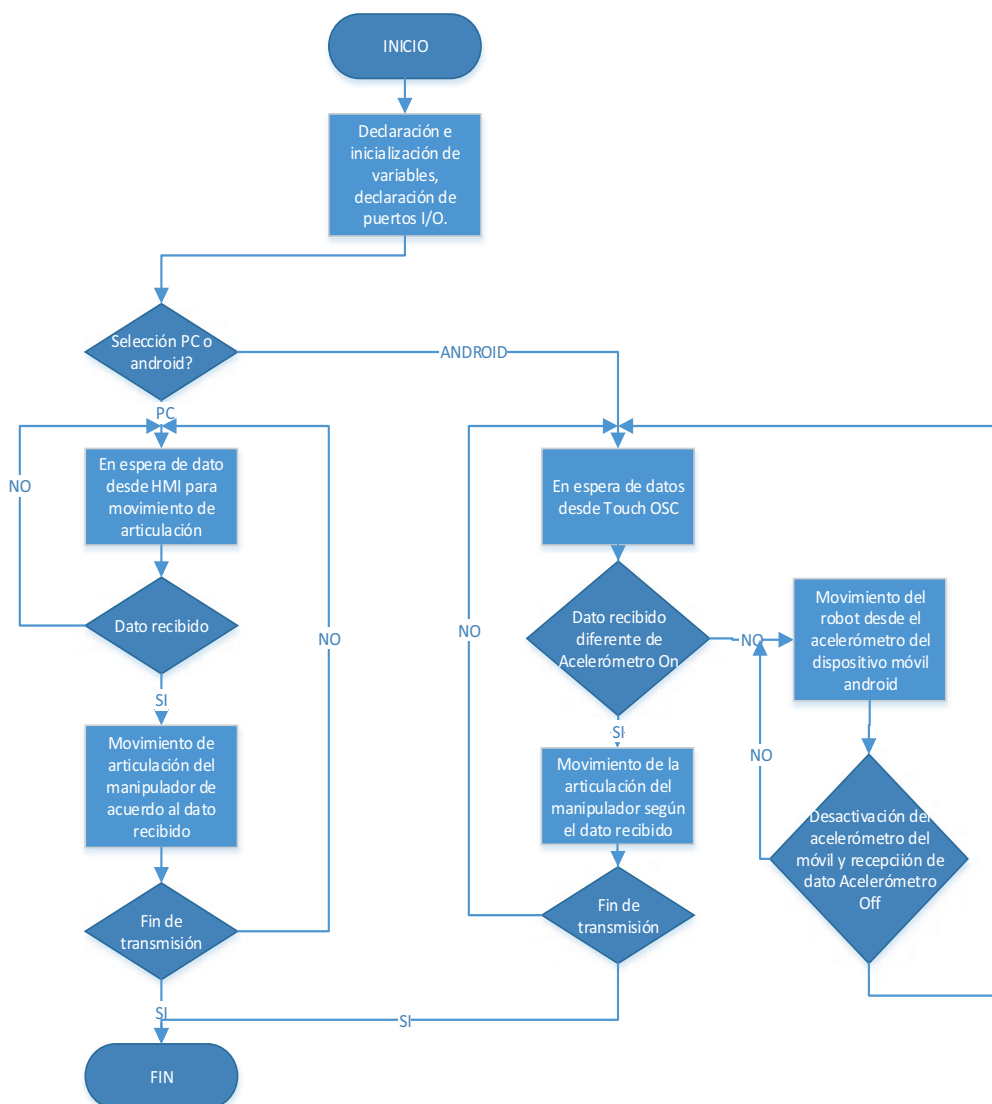 INICIO
Declaración e
inicialización de
variables,
declaración de
puertos I/O.
Selección PC o
android?
ANDROID
PC
En espera de dato
desde HMI para
movimiento de
articulación
NO
Dato recibido
NO
SI
Movimiento de
articulación del
manipulador de
acuerdo al dato
recibido
Fin de
transmisión
SI
FIN
En espera de datos
desde Touch OSC
Dato recibido
diferente de
Acelerómetro On
NO
NO
SI
Movimiento de la
articulación del
manipulador según
el dato recibido
Fin de
transmisión
SI
Movimiento del
robot desde el
acelerómetro del
dispositivo móvil
android
NO
Desactivación del
acelerómetro del
móvil y recepción de
dato Acelerómetro
Off